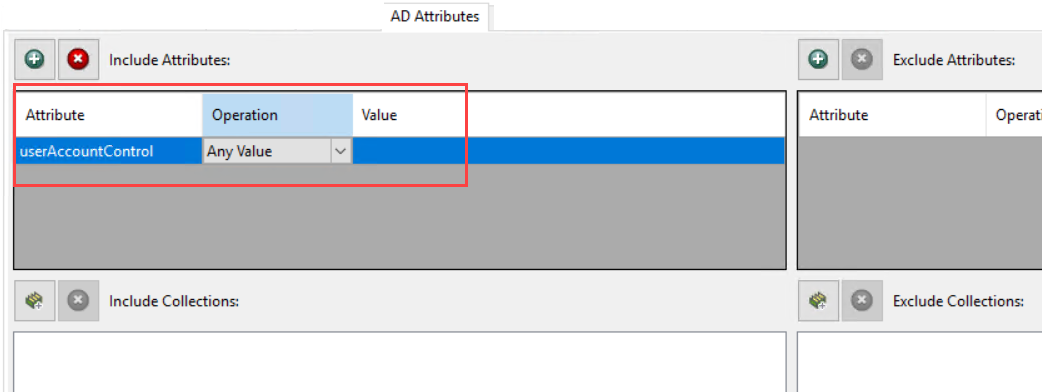 AD Attributes
Include Attributes:
Exclude Attributes:
Attribute Operation Value
Attribute Operati
userAccountControl Any Value
Include Collections:
Exclude Collections: